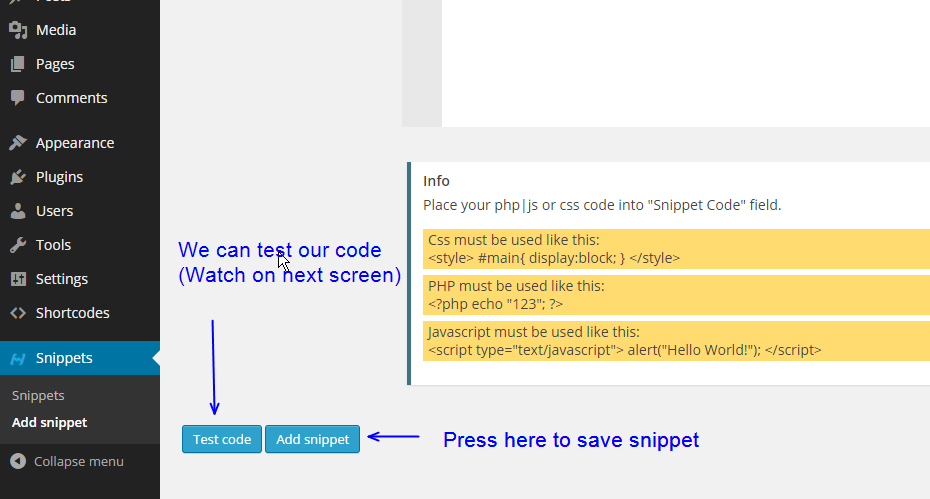 Posts
Media
Pages
Comments
Appearance
Plugins
Users
Tools
Settings
Shortcodes
Snippets
Snippets
Add snippet
Collapse menu
Info
Place your php|js or css code into "Snippet Code" field.
Css must be used like this:
<style> #main{ display:block; } </style>
PHP must be used like this:
<?php echo "123"; ?>
Javascript must be used like this:
<script type="text/javascript"> alert("Hello World!"); </script>
We can test our code
(Watch on next screen)
Test code
Add snippet
Press here to save snippet